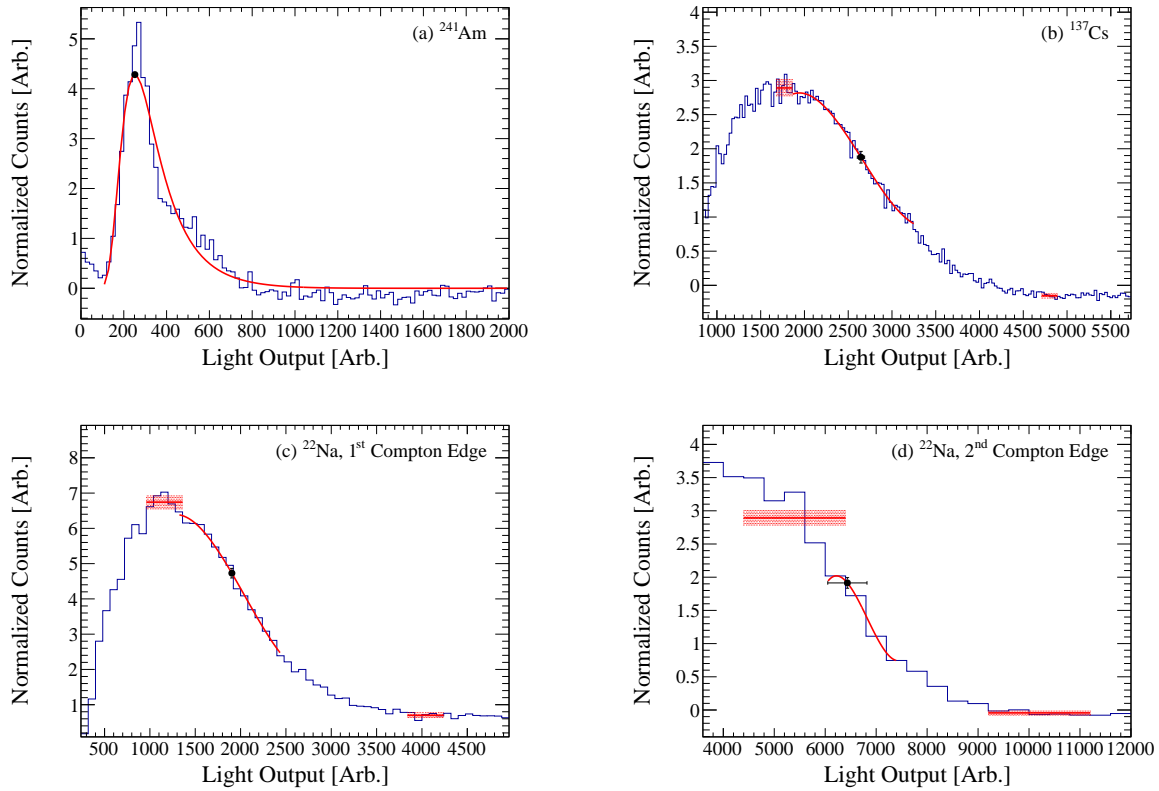 (a) ²⁴¹Am
Normalized Counts [Arb.]
5
4
3
2
1
0
0 200 400 600 800 1000 1200 1400 1600 1800 2000
Light Output [Arb.]
(b) ¹³⁷Cs
Normalized Counts [Arb.]
4
3.5
3
2.5
2
1.5
1
0.5
0
1000 1500 2000 2500 3000 3500 4000 4500 5000 5500
Light Output [Arb.]
(c) ²²Na, 1ˢᵗ Compton Edge
Normalized Counts [Arb.]
8
7
6
5
4
3
2
1
500 1000 1500 2000 2500 3000 3500 4000 4500
Light Output [Arb.]
(d) ²²Na, 2ⁿᵈ Compton Edge
Normalized Counts [Arb.]
4
3.5
3
2.5
2
1.5
1
0.5
0
4000 5000 6000 7000 8000 9000 10000 11000 12000
Light Output [Arb.]